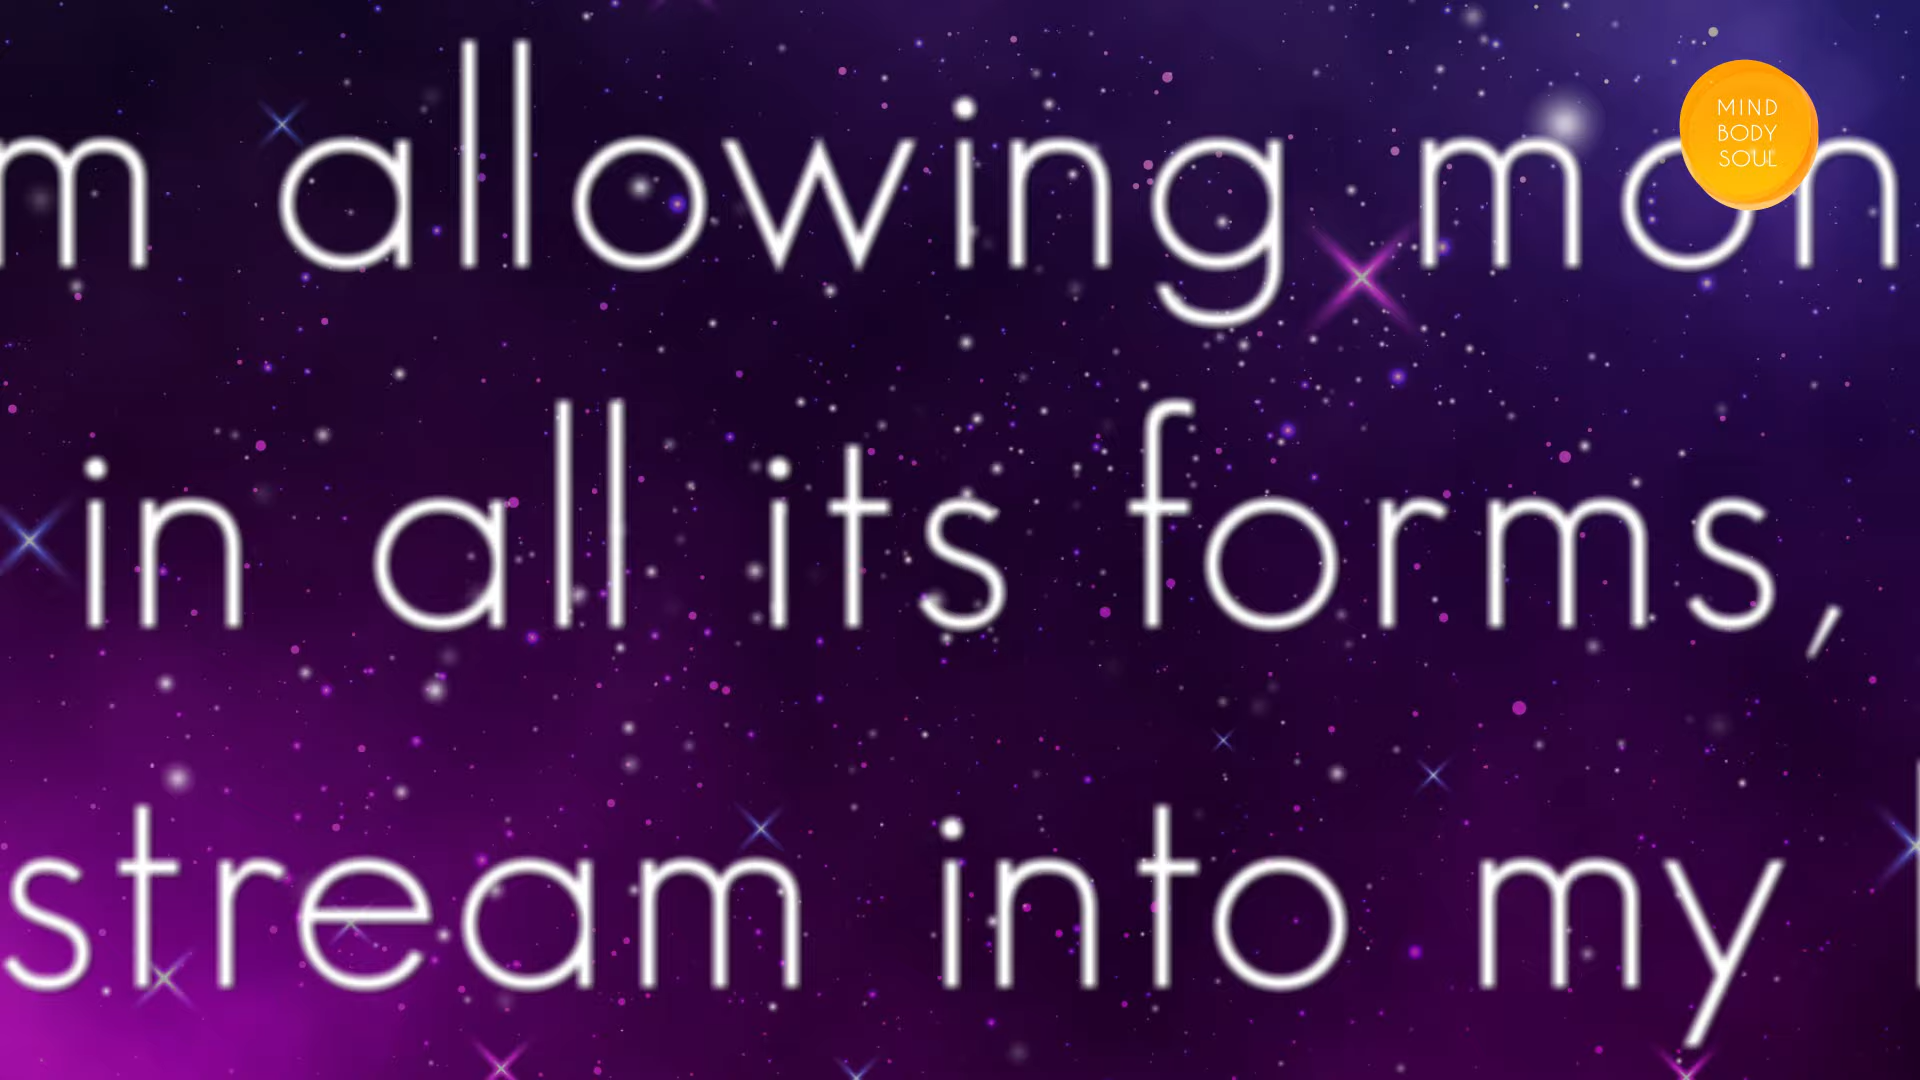 m allowing mon
in all its forms,
stream into my
MIND
BODY
SOUL